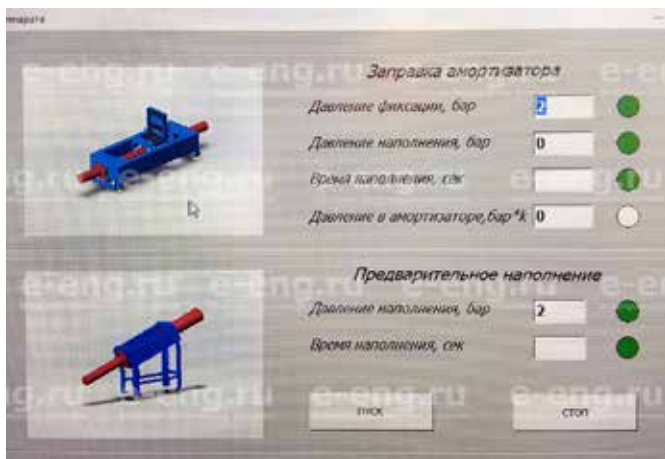 Заправка амортизатора
Давление фиксации, бар 2
Давление наполнения, бар 0
Время наполнения, сек
Давление в амортизаторе,бар*k 0
Предварительное наполнение
Давление наполнения, бар 2
Время наполнения, сек
ПУСК СТОП
e-eng.ru